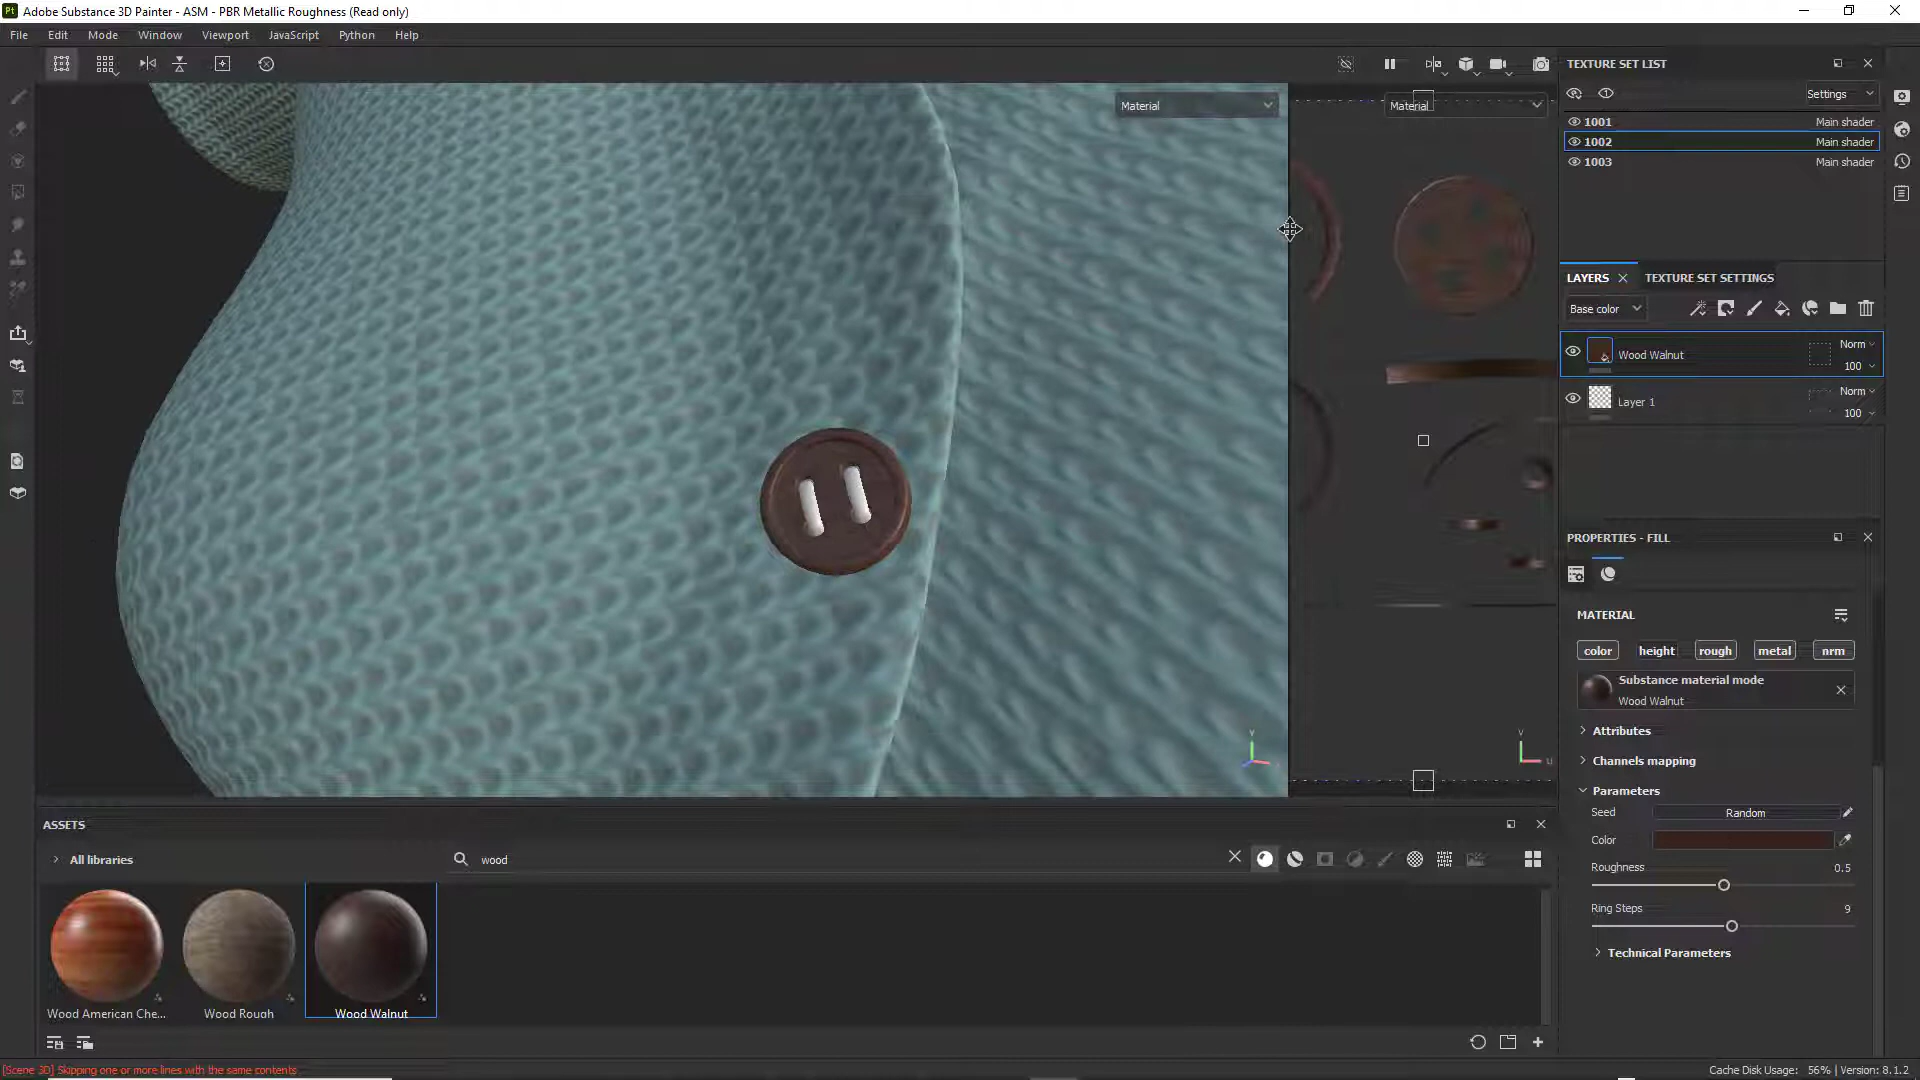 Pt Adobe Substance 3D Painter - ASM - PBR Metallic Roughness (Read only)
File Edit Mode Window Viewport JavaScript Python Help
TEXTURE SET LIST
Settings
Material
Material
1001 Main shader
1002 Main shader
1003 Main shader
LAYERS TEXTURE SET SETTINGS
Base color
Wood Walnut
Norm
100
Layer 1
Norm
100
PROPERTIES - FILL
MATERIAL
color height rough metal nrm
Substance material mode
Wood Walnut
Attributes
Channels mapping
Parameters
Seed Random
Color
Roughness 0.5
Ring Steps 9
Technical Parameters
ASSETS
All libraries
wood
Wood American Che...
Wood Rough
Wood Walnut
[Scene 3D] Skipping one or more lines with the same contents
Cache Disk Usage: 56% | Version: 8.1.2